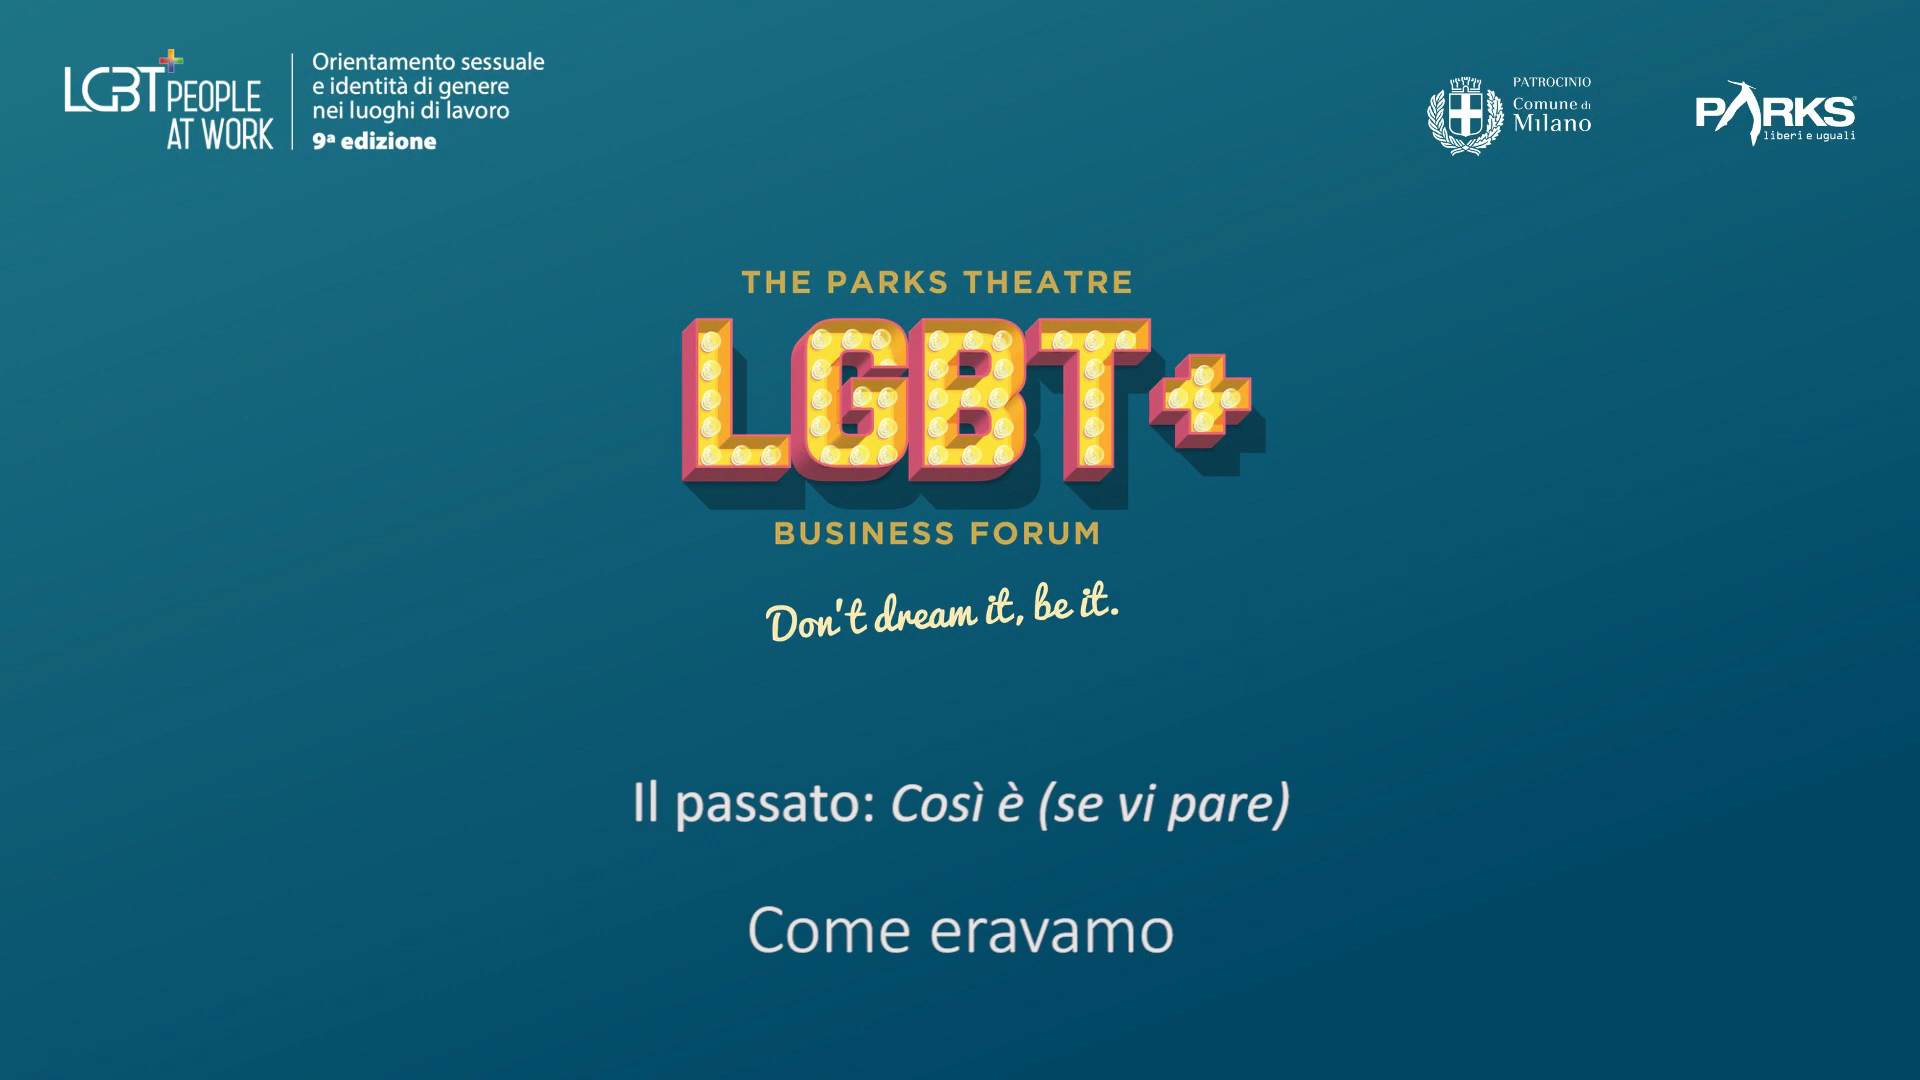 LGBT+ PEOPLE
AT WORK
Orientamento sessuale
e identità di genere
nei luoghi di lavoro
9ª edizione
PATROCINIO
Comune di
Milano
PARKS
liberi e uguali
THE PARKS THEATRE
LGBT+
BUSINESS FORUM
Don't dream it, be it.
Il passato: Così è (se vi pare)
Come eravamo